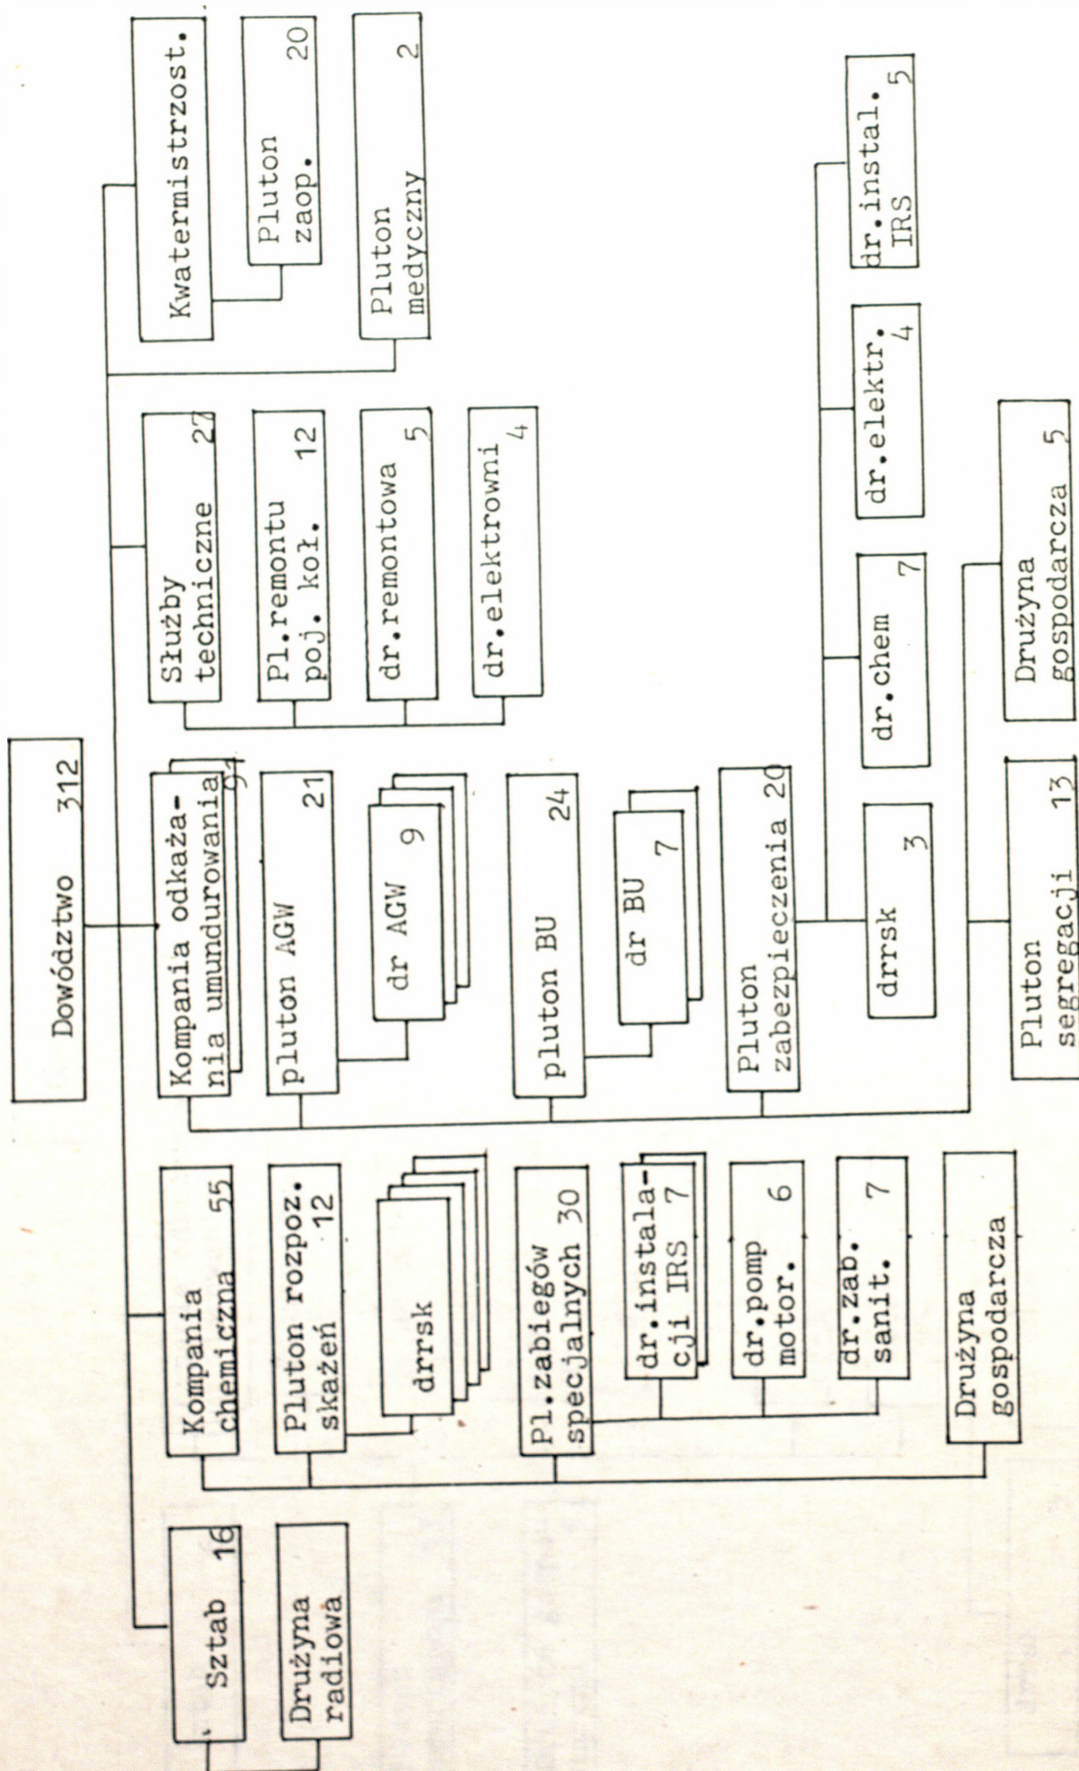 Dowództwo 312
Sztab 16
Drużyna
radiowa
Kompania
chemiczna 55
Pluton rozpoz.
skażeń 12
drrsk
Pl.zabiegów
specjalnych 30
dr.instala-
cji IRS 7
dr.pomp
motor. 6
dr.zab.
sanit. 7
Drużyna
gospodarcza
Kompania odkaża-
nia umundurowania
91
pluton AGW
21
dr AGW
9
pluton BU
24
dr BU
7
Pluton
zabezpieczenia 20
drrsk
3
dr.chem
7
dr.elektr.
4
dr.instal.
IRS 5
Pluton
segregacji 13
Drużyna
gospodarcza 5
Służby
techniczne 27
Pl.remontu
poj. koł. 12
dr.remontowa
5
dr.elektrowni
4
Kwatermistrzost.
Pluton
zaop. 20
Pluton
medyczny 2